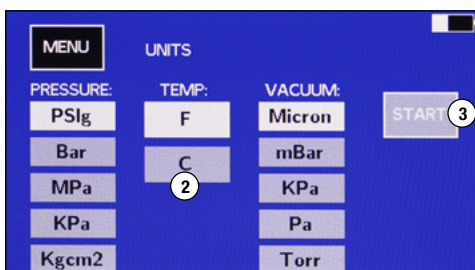 MENU
UNITS
PRESSURE: TEMP: VACUUM:
PSIg F Micron START 3
Bar C mBar
2
MPa KPa
KPa Pa
Kgcm2 Torr